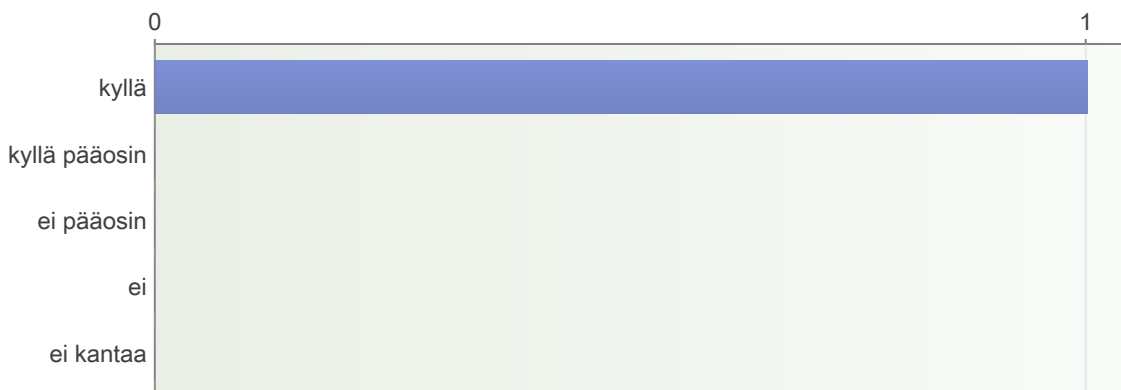 0 1
kyllä
kyllä pääosin
ei pääosin
ei
ei kantaa